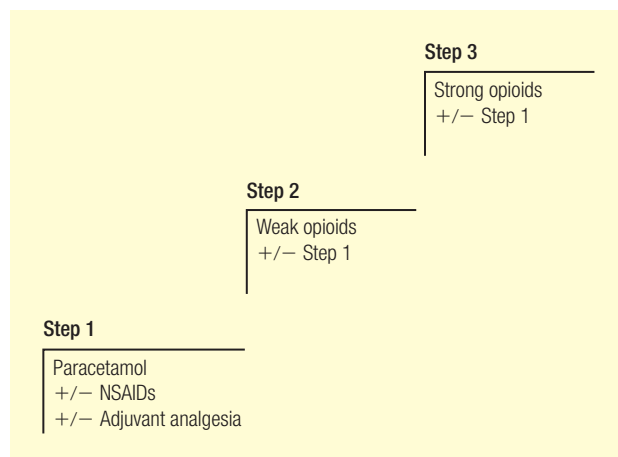 Step 3
Strong opioids
+/− Step 1
Step 2
Weak opioids
+/− Step 1
Step 1
Paracetamol
+/− NSAIDs
+/− Adjuvant analgesia